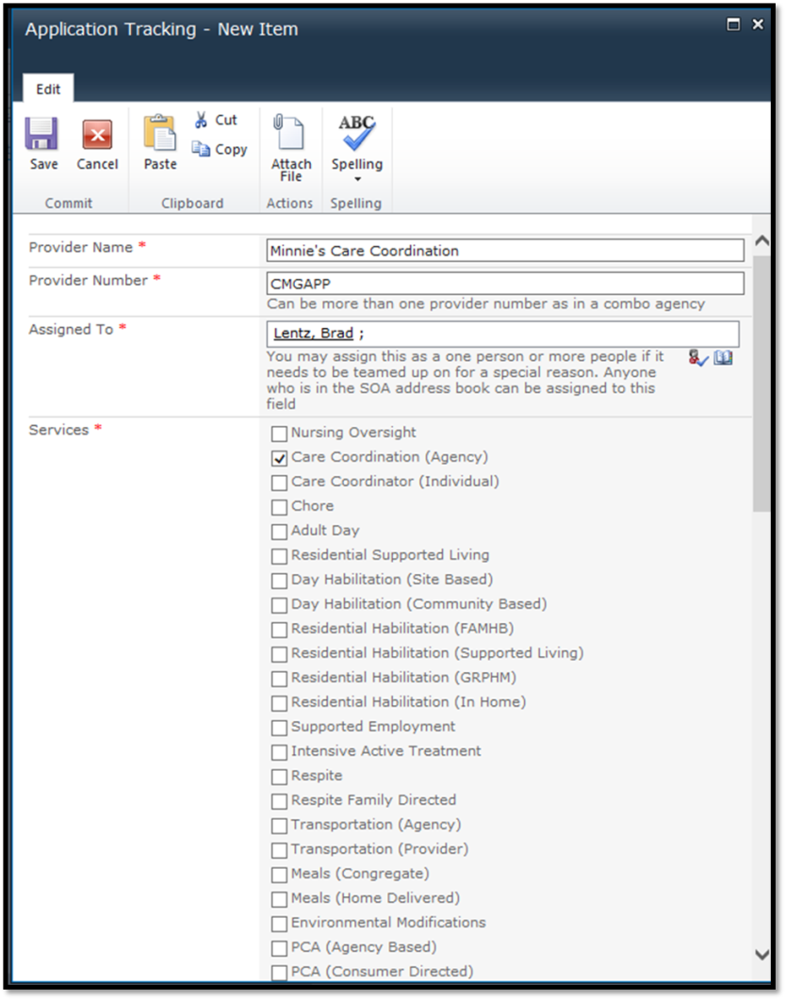 Application Tracking - New Item
Edit
Save
Cancel
Paste
Cut
Copy
Attach
File
ABC
Spelling
Commit
Clipboard
Actions
Spelling
Provider Name *
Minnie's Care Coordination
Provider Number *
CMGAPP
Can be more than one provider number as in a combo agency
Assigned To *
Lentz, Brad ;
You may assign this as a one person or more people if it
needs to be teamed up on for a special reason. Anyone
who is in the SOA address book can be assigned to this
field
Services *
Nursing Oversight
Care Coordination (Agency)
Care Coordinator (Individual)
Chore
Adult Day
Residential Supported Living
Day Habilitation (Site Based)
Day Habilitation (Community Based)
Residential Habilitation (FAMHB)
Residential Habilitation (Supported Living)
Residential Habilitation (GRPHM)
Residential Habilitation (In Home)
Supported Employment
Intensive Active Treatment
Respite
Respite Family Directed
Transportation (Agency)
Transportation (Provider)
Meals (Congregate)
Meals (Home Delivered)
Environmental Modifications
PCA (Agency Based)
PCA (Consumer Directed)